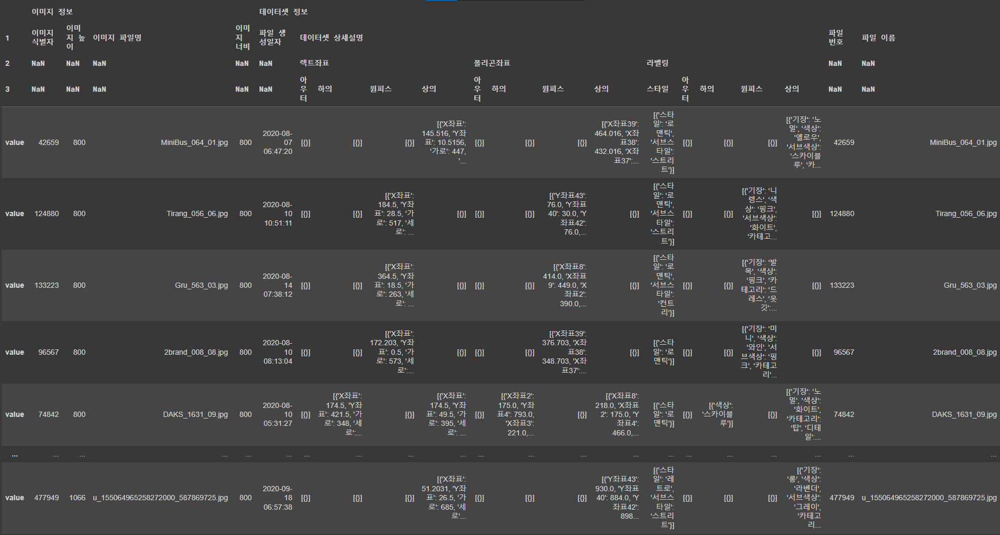 이미지 정보 데이터셋 정보
1 이미지 식별자 이미지 높이 이미지 파일명 이미지 너비 파일 생성일자 데이터셋 상세설명 파일 번호 파일 이름
2 NaN NaN NaN NaN NaN 렉트좌표 폴리곤좌표 라벨링 NaN NaN
3 NaN NaN NaN NaN NaN 아우터 하의 원피스 상의 아우터 하의 원피스 상의 스타일 아우터 하의 원피스 상의 NaN NaN
value 42659 800 MiniBus_064_01.jpg 800 2020-08-07 06:47:20 [{}] [{}] [{}] [{'X좌표': 145.516, 'Y좌표': 10.5156, '가로': 447, '... [{}] [{}] [{}] [{'X좌표39': 464.016, 'X좌표38': 432.016, 'X좌표37':... [{'스타일': '로맨틱', '서브스타일': '스트리트'}] [{}] [{}] [{}] [{'기장': '노멀', '색상': '옐로우', '서브색상': '스카이블루', '카... 42659 MiniBus_064_01.jpg
value 124880 800 Tirang_056_06.jpg 800 2020-08-10 10:51:11 [{}] [{}] [{'X좌표': 184.5, 'Y좌표': 28.5, '가로': 517, '세로': ... [{}] [{}] [{}] [{'Y좌표43': 76.0, 'Y좌표40': 30.0, 'Y좌표42': 76.0,... [{}] [{'스타일': '로맨틱', '서브스타일': '스트리트'}] [{}] [{}] [{'기장': '니렝스', '색상': '핑크', '서브색상': '화이트', '카테고... [{}] 124880 Tirang_056_06.jpg
value 133223 800 Gru_563_03.jpg 800 2020-08-14 07:38:12 [{}] [{}] [{'X좌표': 364.5, 'Y좌표': 18.5, '가로': 263, '세로': ... [{}] [{}] [{}] [{'X좌표8': 414.0, 'X좌표9': 449.0, 'X좌표2': 390.0,... [{}] [{'스타일': '로맨틱', '서브스타일': '컨트리'}] [{}] [{}] [{'기장': '발목', '색상': '핑크', '카테고리': '드레스', '옷깃':... [{}] 133223 Gru_563_03.jpg
value 96567 800 2brand_008_08.jpg 800 2020-08-10 08:13:04 [{}] [{}] [{'X좌표': 172.203, 'Y좌표': 0.5, '가로': 573, '세로':... [{}] [{}] [{}] [{'X좌표39': 376.703, 'X좌표38': 348.703, 'X좌표37':... [{}] [{'스타일': '로맨틱'}] [{}] [{}] [{'기장': '미니', '색상': '와인', '서브색상': '핑크', '카테고리'... [{}] 96567 2brand_008_08.jpg
value 74842 800 DAKS_1631_09.jpg 800 2020-08-10 05:31:27 [{}] [{'X좌표': 174.5, 'Y좌표': 421.5, '가로': 348, '세로':... [{}] [{'X좌표': 174.5, 'Y좌표': 49.5, '가로': 395, '세로': ... [{}] [{'X좌표2': 175.0, 'Y좌표4': 793.0, 'X좌표3': 221.0,... [{}] [{'X좌표8': 218.0, 'X좌표2': 175.0, 'Y좌표4': 466.0,... [{'스타일': '로맨틱'}] [{}] [{'색상': '스카이블루'}] [{}] [{'기장': '노멀', '색상': '화이트', '카테고리': '탑', '디테일':... 74842 DAKS_1631_09.jpg
... ... ... ... ... ... ... ... ... ... ... ... ... ... ... ... ... ... ... ... ...
value 477949 1066 u_155064965258272000_587869725.jpg 800 2020-09-18 06:57:38 [{}] [{}] [{}] [{'X좌표': 51.2031, 'Y좌표': 26.5, '가로': 685, '세로'... [{}] [{}] [{}] [{'Y좌표43': 930.0, 'Y좌표40': 884.0, 'Y좌표42': 898... [{'스타일': '레트로', '서브스타일': '스트리트'}] [{}] [{}] [{}] [{'기장': '롱', '색상': '라벤더', '서브색상': '그레이', '카테고리... 477949 u_155064965258272000_587869725.jpg